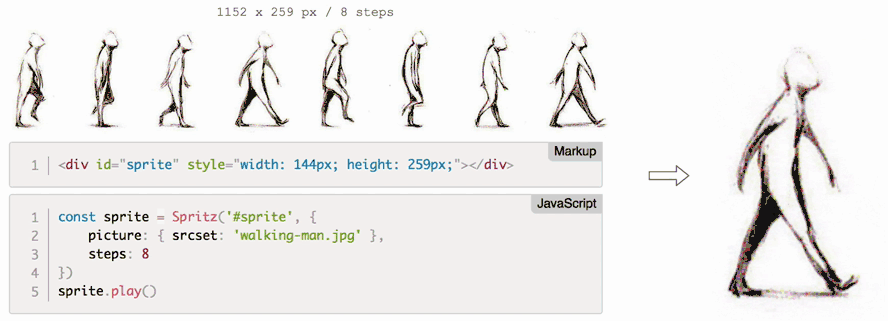 1152 x 259 px / 8 steps
Markup
1 <div id="sprite" style="width: 144px; height: 259px;"></div>
JavaScript
1 const sprite = Spritz('#sprite', {
2     picture: { srcset: 'walking-man.jpg' },
3     steps: 8
4 })
5 sprite.play()